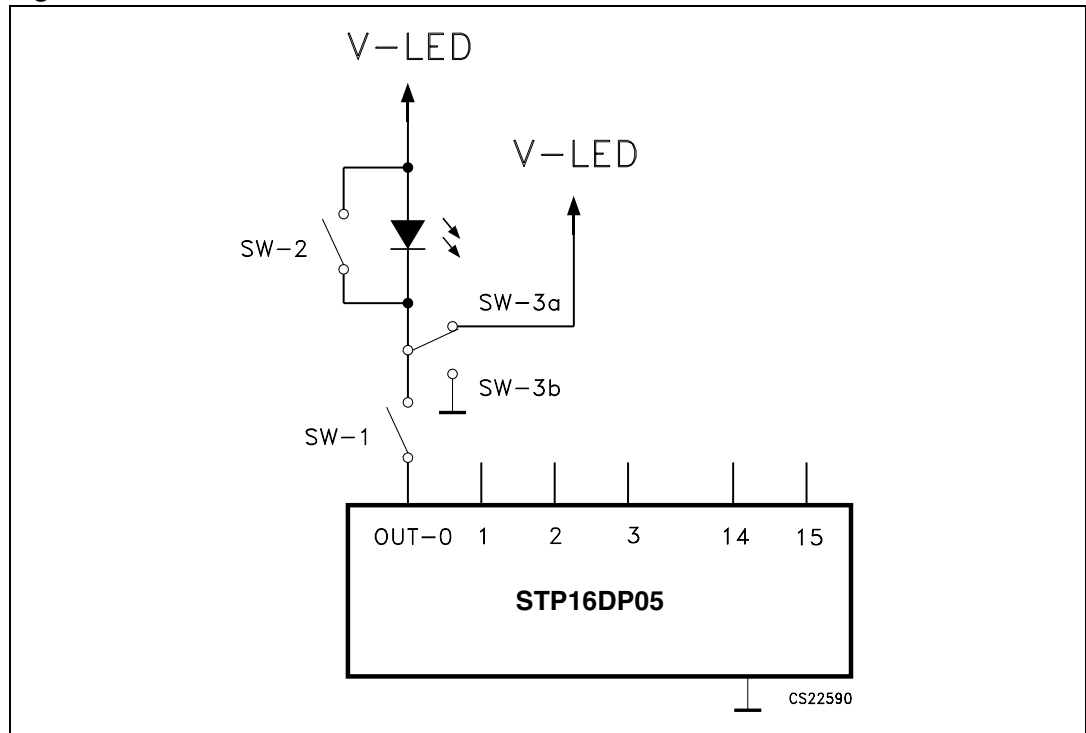 V-LED
V-LED
SW-2
SW-3a
SW-3b
SW-1
OUT-0 1 2 3 14 15
STP16DP05
CS22590